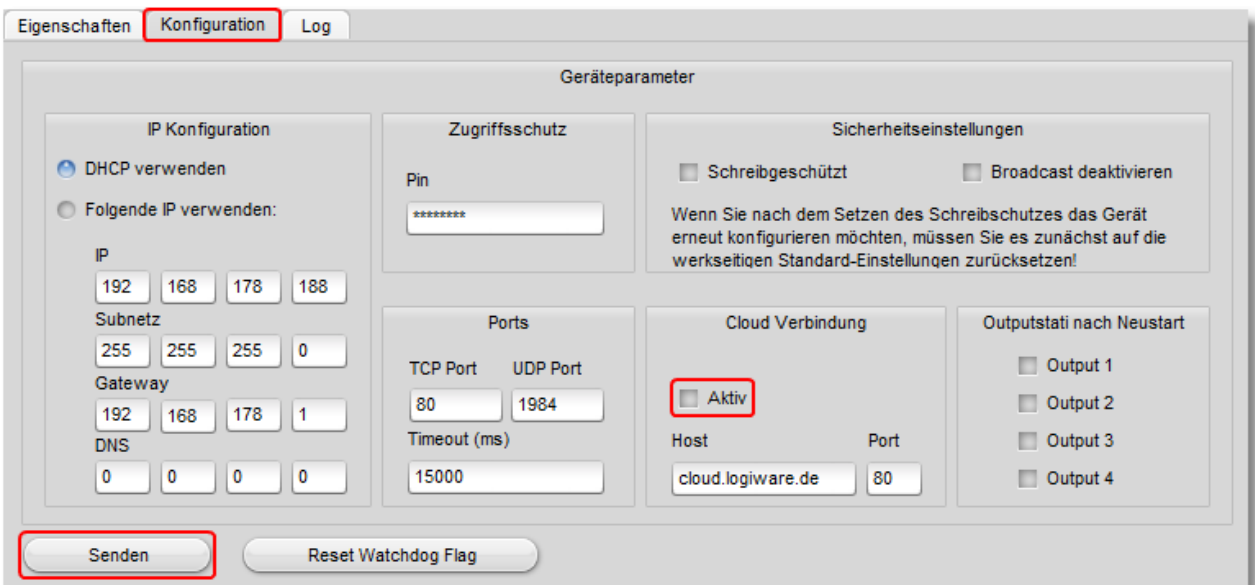 Eigenschaften Konfiguration Log
Geräteparameter
IP Konfiguration
DHCP verwenden
Folgende IP verwenden:
IP
192 168 178 188
Subnetz
255 255 255 0
Gateway
192 168 178 1
DNS
0 0 0 0
Zugriffsschutz
Pin
********
Sicherheitseinstellungen
Schreibgeschützt Broadcast deaktivieren
Wenn Sie nach dem Setzen des Schreibschutzes das Gerät
erneut konfigurieren möchten, müssen Sie es zunächst auf die
werkseitigen Standard-Einstellungen zurücksetzen!
Ports
TCP Port UDP Port
80 1984
Timeout (ms)
15000
Cloud Verbindung
Aktiv
Host Port
cloud.logiware.de 80
Outputstati nach Neustart
Output 1
Output 2
Output 3
Output 4
Senden Reset Watchdog Flag